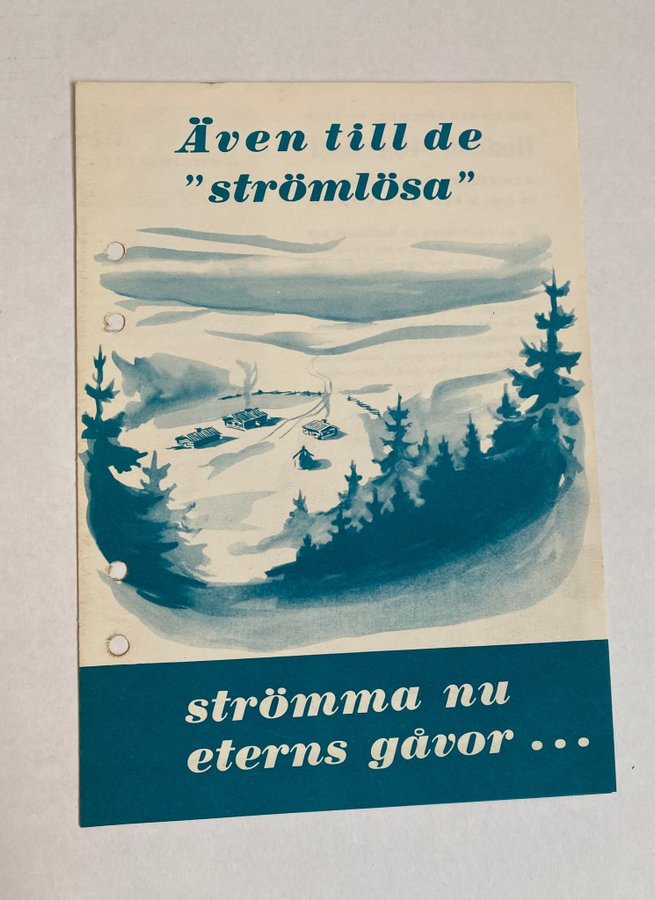 Även till de
”strömlösa”
strömma nu
eterns gåvor ...